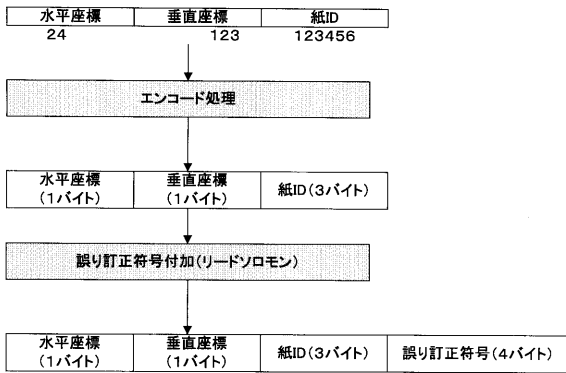 水平座標 垂直座標 紙ID
24 123 123456
エンコード処理
水平座標 垂直座標 紙ID(3バイト)
(1バイト) (1バイト)
誤り訂正符号付加(リードソロモン)
水平座標 垂直座標 紙ID(3バイト) 誤り訂正符号(4バイト)
(1バイト) (1バイト)